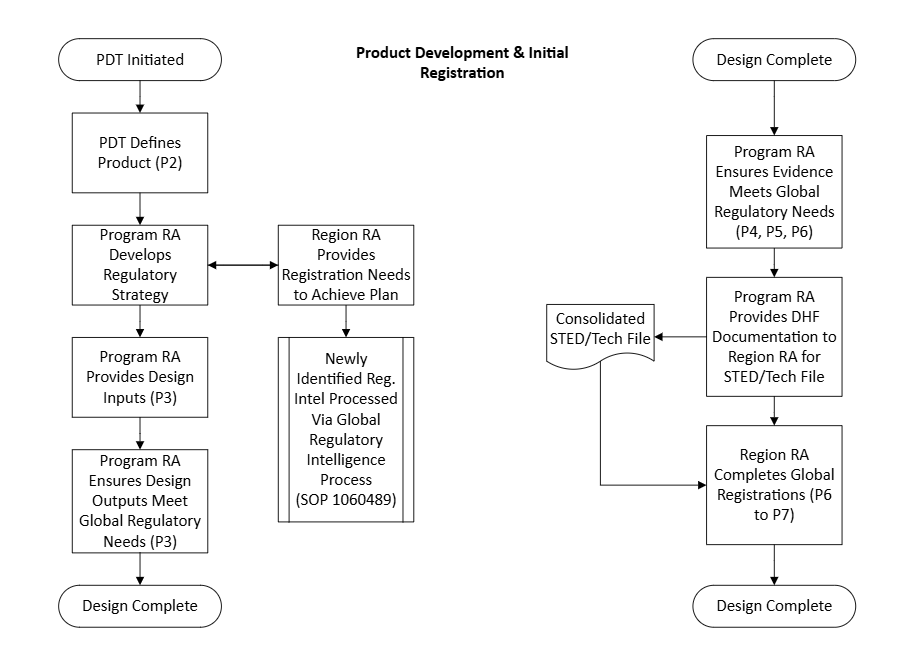 PDT Initiated
Product Development & Initial
Registration
Design Complete
PDT Defines
Product (P2)
Program RA
Develops
Regulatory
Strategy
Region RA
Provides
Registration Needs
to Achieve Plan
Program RA
Provides Design
Inputs (P3)
Newly
Identified Reg.
Intel Processed
Via Global
Regulatory
Intelligence
Process
(SOP 1060489)
Program RA
Ensures Design
Outputs Meet
Global Regulatory
Needs (P3)
Design Complete
Program RA
Ensures Evidence
Meets Global
Regulatory Needs
(P4, P5, P6)
Program RA
Provides DHF
Documentation to
Region RA for
STED/Tech File
Consolidated
STED/Tech File
Region RA
Completes Global
Registrations (P6
to P7)
Design Complete